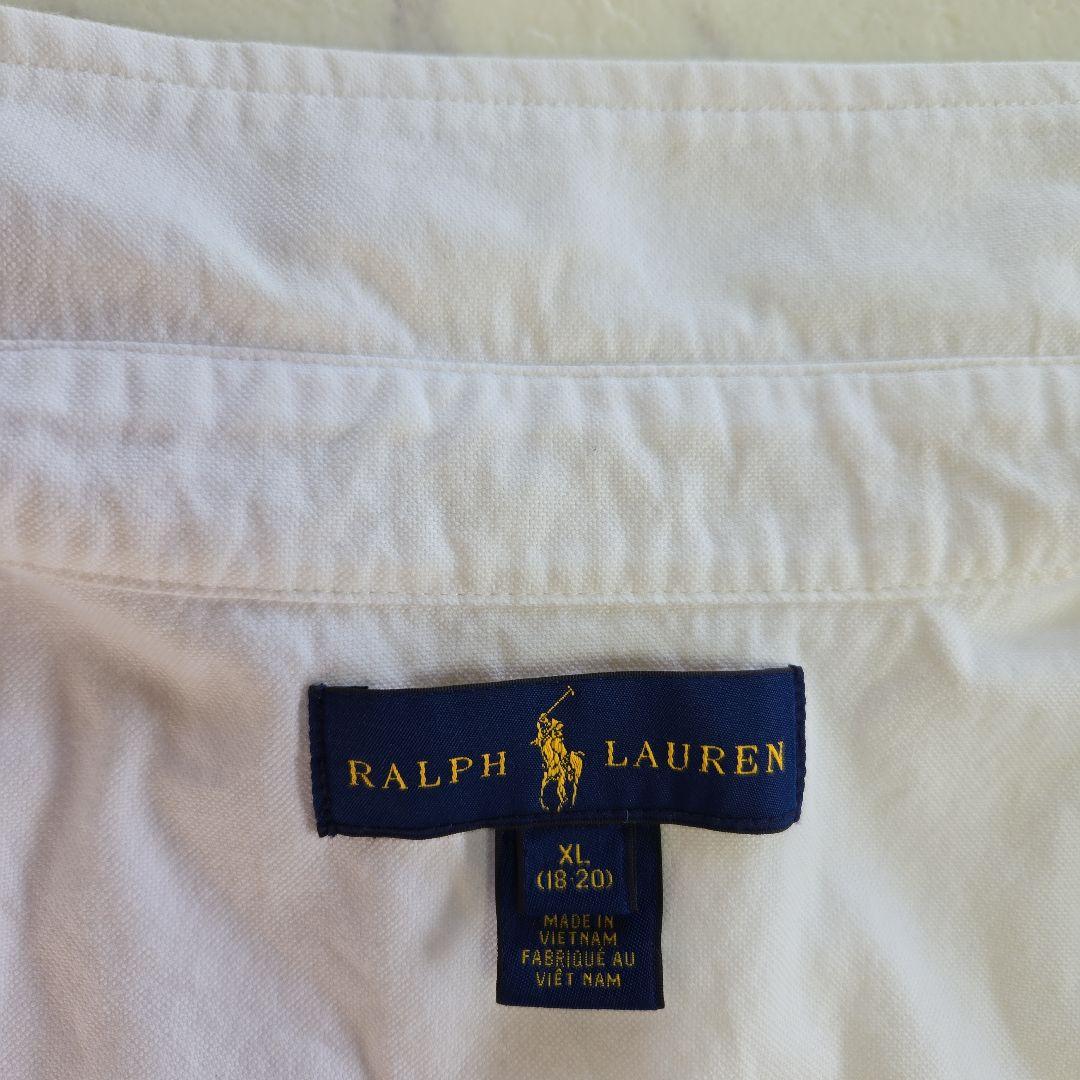 RALPH LAUREN
XL
(18-20)
MADE IN
VIETNAM
FABRIQUÉ AU
VIÊT NAM